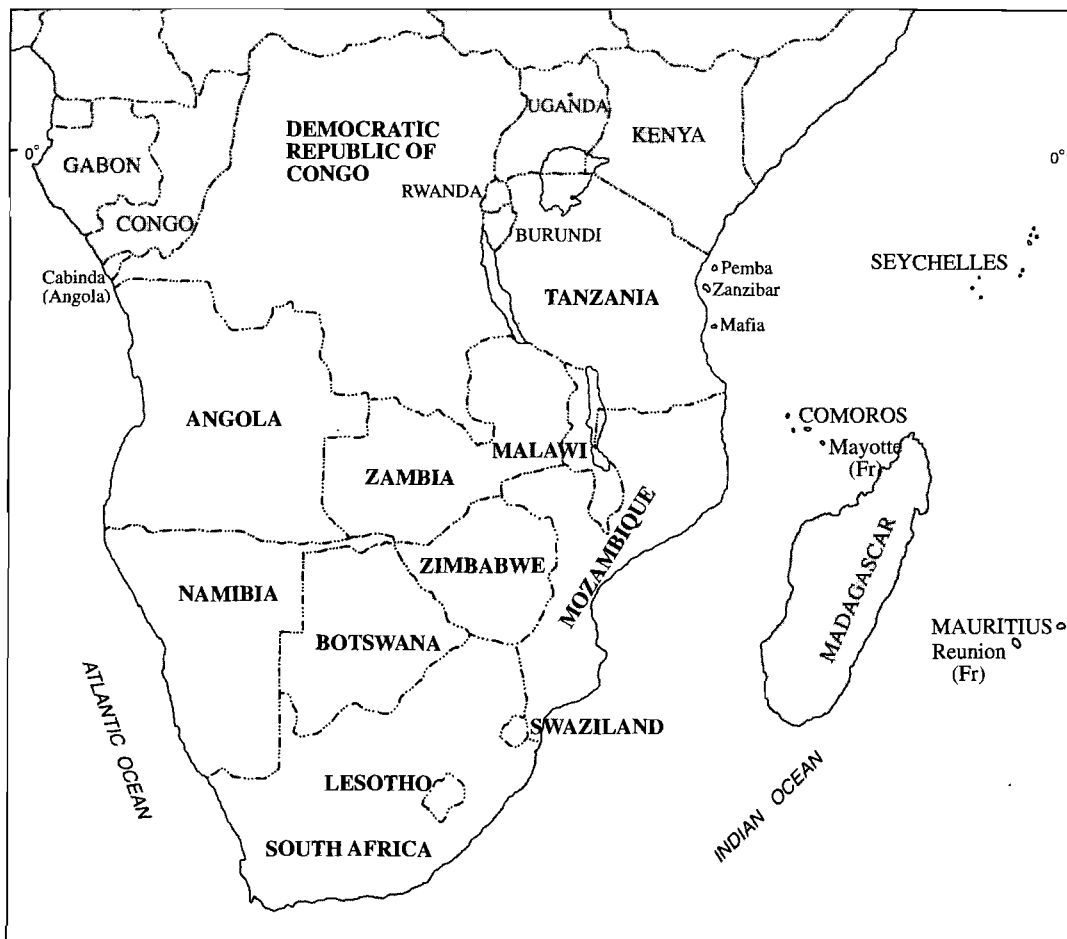 UGANDA
DEMOCRATIC
REPUBLIC OF
CONGO
KENYA
0°
0°
GABON
RWANDA
CONGO
BURUNDI
SEYCHELLES
Cabinda
(Angola)
Pemba
Zanzibar
TANZANIA
Mafia
ANGOLA
COMOROS
MALAWI
Mayotte
(Fr)
ZAMBIA
MOZAMBIQUE
ZIMBABWE
NAMIBIA
MADAGASCAR
BOTSWANA
MAURITIUS
Reunion
(Fr)
ATLANTIC OCEAN
SWAZILAND
LESOTHO
INDIAN OCEAN
SOUTH AFRICA